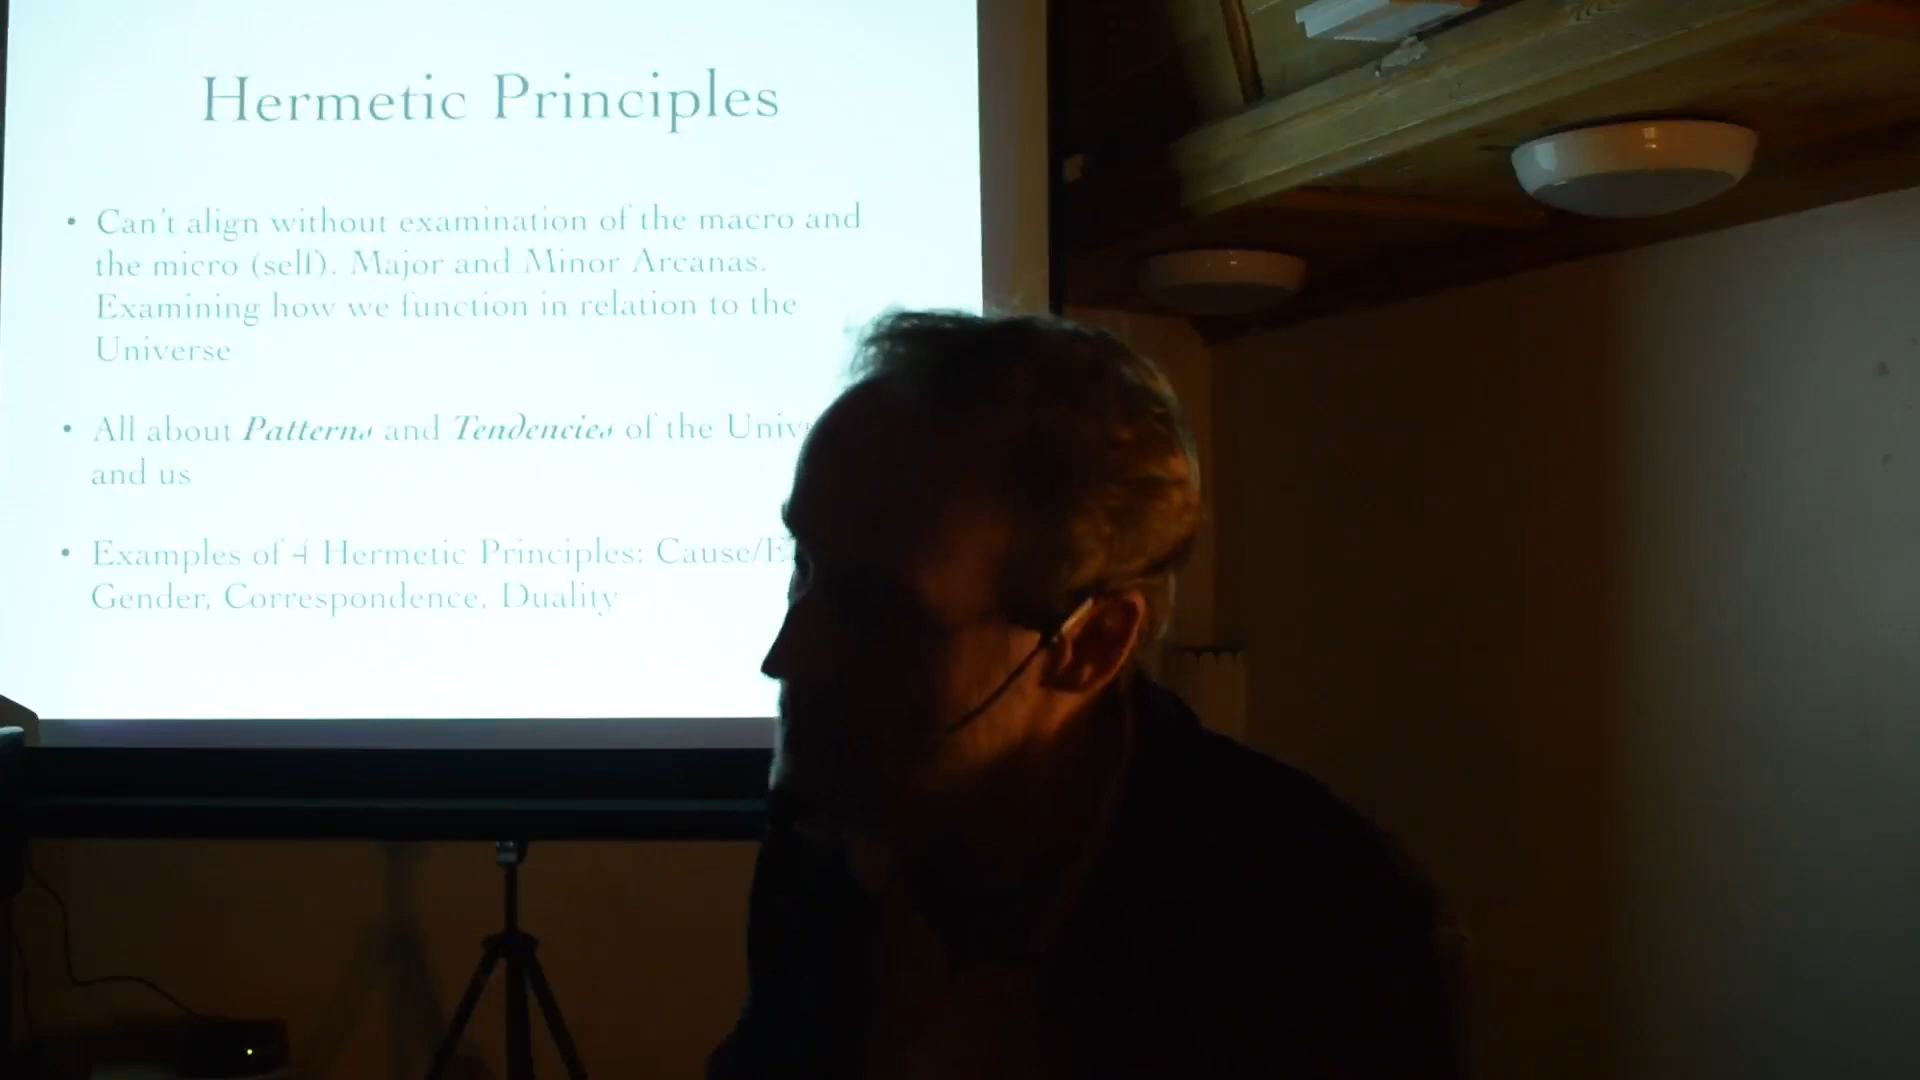 Hermetic Principles
• Can't align without examination of the macro and
the micro (self). Major and Minor Arcanas.
Examining how we function in relation to the
Universe
• All about Patterns and Tendencies of the
and us
• Examples of 4 Hermetic Principles:
Gender, Correspondence, Duality